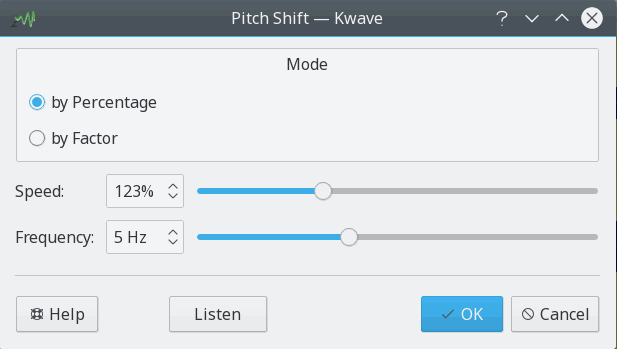 Pitch Shift — Kwave
Mode
by Percentage
by Factor
Speed: 123%
Frequency: 5 Hz
Help Listen OK Cancel